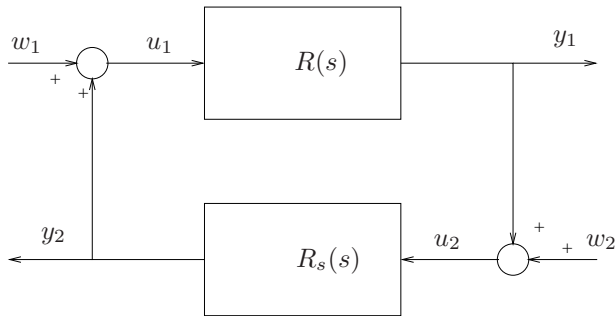 w₁
u₁
R(s)
y₁
+
+
y₂
Rₛ(s)
u₂
+
+
w₂